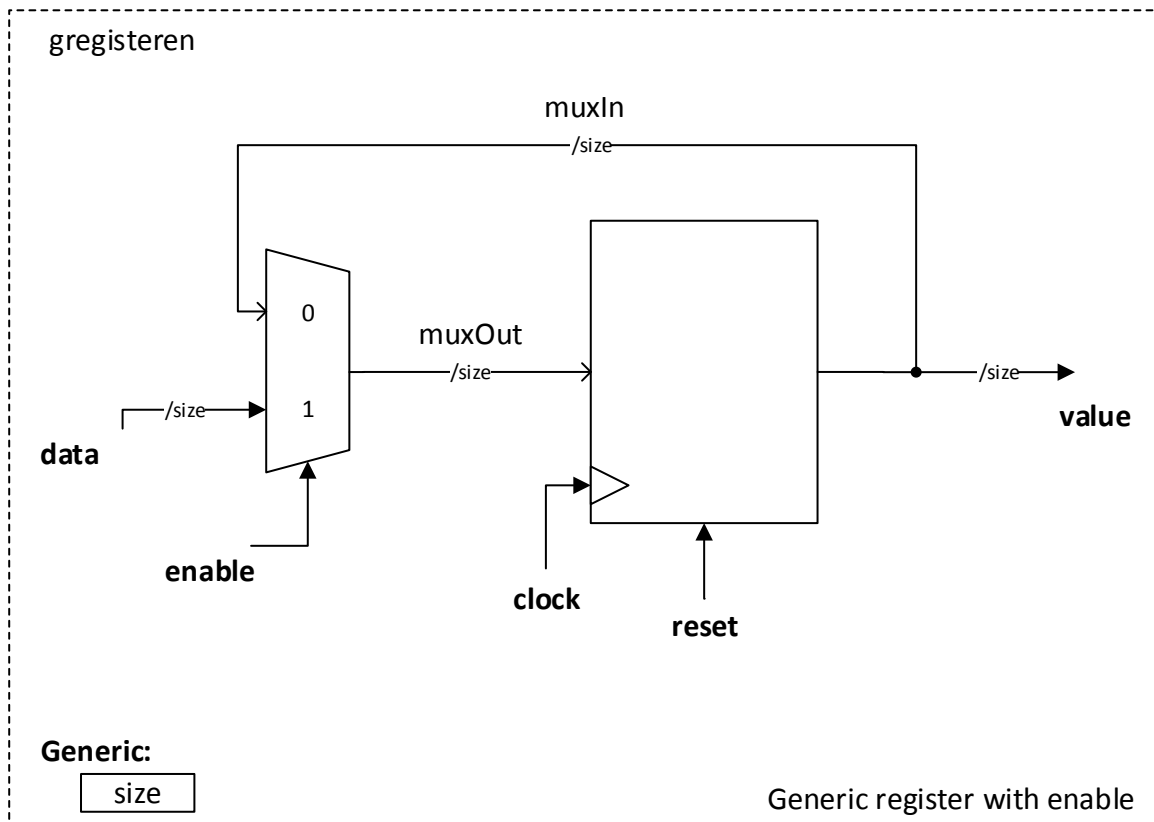 gregisteren
muxIn
/size
0
muxOut
/size
/size
1
/size
value
data
enable
clock
reset
Generic:
size
Generic register with enable